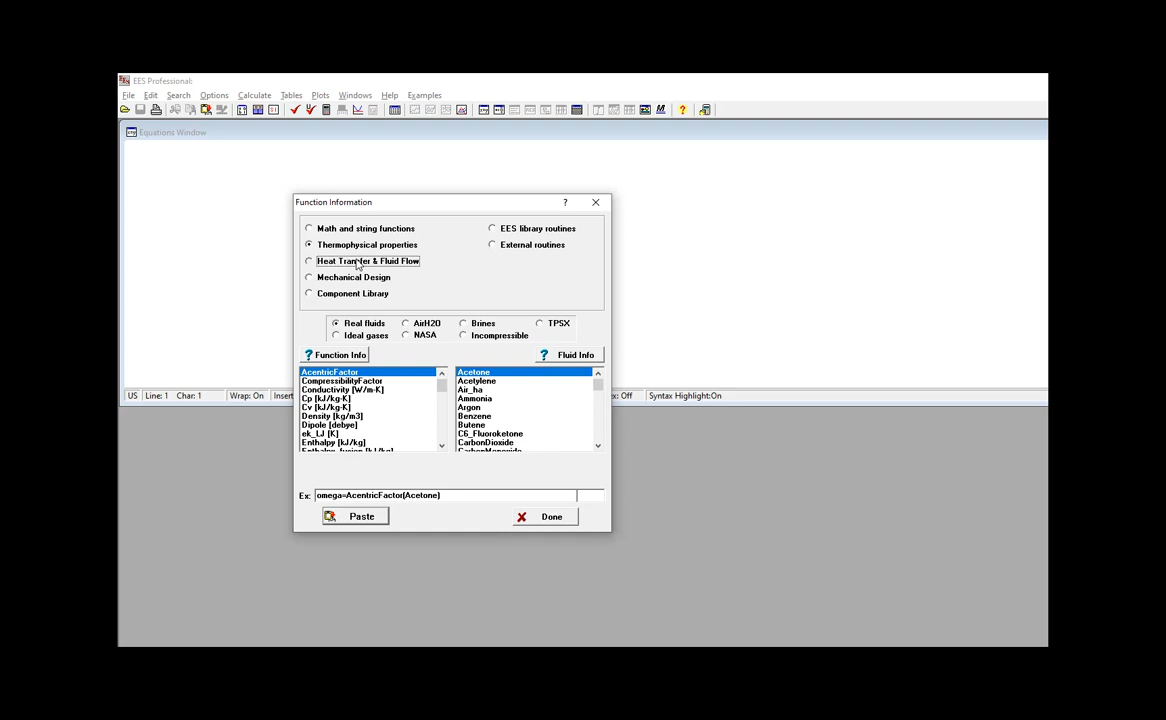 EES Professional:
File Edit Search Options Calculate Tables Plots Windows Help Examples
Equations Window
Function Information ?
Math and string functions EES library routines
Thermophysical properties External routines
Heat Transfer & Fluid Flow
Mechanical Design
Component Library
Real fluids AirH2O Brines TPSX
Ideal gases NASA Incompressible
? Function Info ? Fluid Info
AcentricFactor Acetone
CompressibilityFactor Acetylene
Conductivity [W/m-K] Air_ha
Cp [kJ/kg-K] Ammonia
Cv [kJ/kg-K] Argon
Density [kg/m3] Benzene
Dipole [debye] Butene
ek_LJ [K] C6_Fluoroketone
Enthalpy [kJ/kg] CarbonDioxide
Enthalpy_fusion [kJ/kg] CarbonMonoxide
US Line: 1 Char: 1 Wrap: On Insert x: Off Syntax Highlight:On
Ex: omega=AcentricFactor(Acetone)
Paste Done